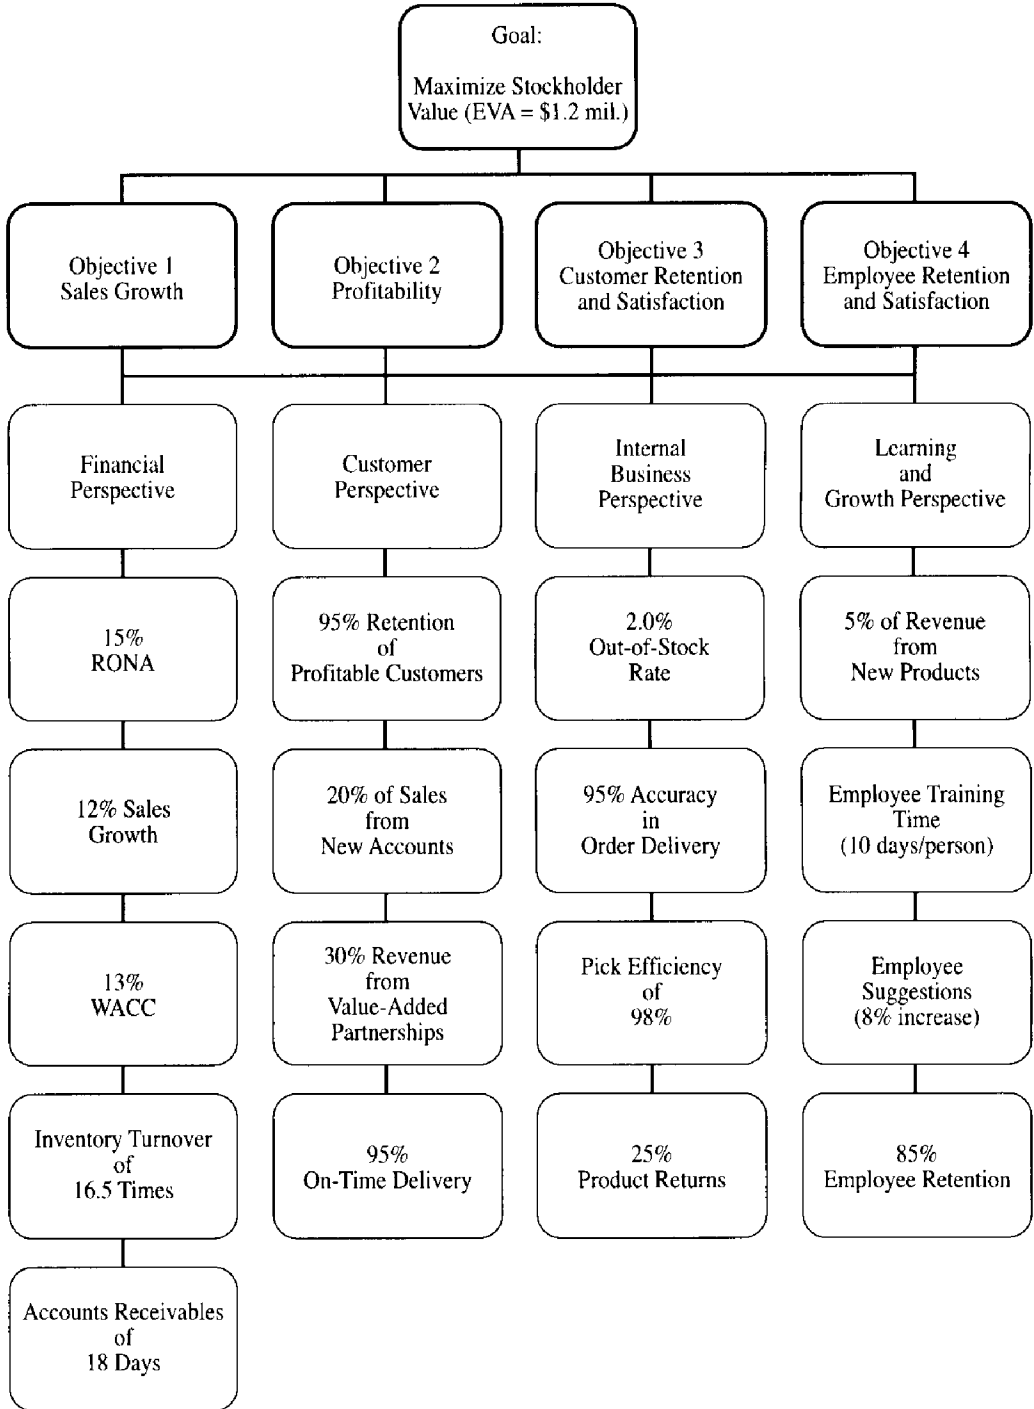 Goal:
Maximize Stockholder
Value (EVA = $1.2 mil.)
Objective 1
Sales Growth
Objective 2
Profitability
Objective 3
Customer Retention
and Satisfaction
Objective 4
Employee Retention
and Satisfaction
Financial
Perspective
Customer
Perspective
Internal
Business
Perspective
Learning
and
Growth Perspective
15%
RONA
95% Retention
of
Profitable Customers
2.0%
Out-of-Stock
Rate
5% of Revenue
from
New Products
12% Sales
Growth
20% of Sales
from
New Accounts
95% Accuracy
in
Order Delivery
Employee Training
Time
(10 days/person)
13%
WACC
30% Revenue
from
Value-Added
Partnerships
Pick Efficiency
of
98%
Employee
Suggestions
(8% increase)
Inventory Turnover
of
16.5 Times
95%
On-Time Delivery
25%
Product Returns
85%
Employee Retention
Accounts Receivables
of
18 Days